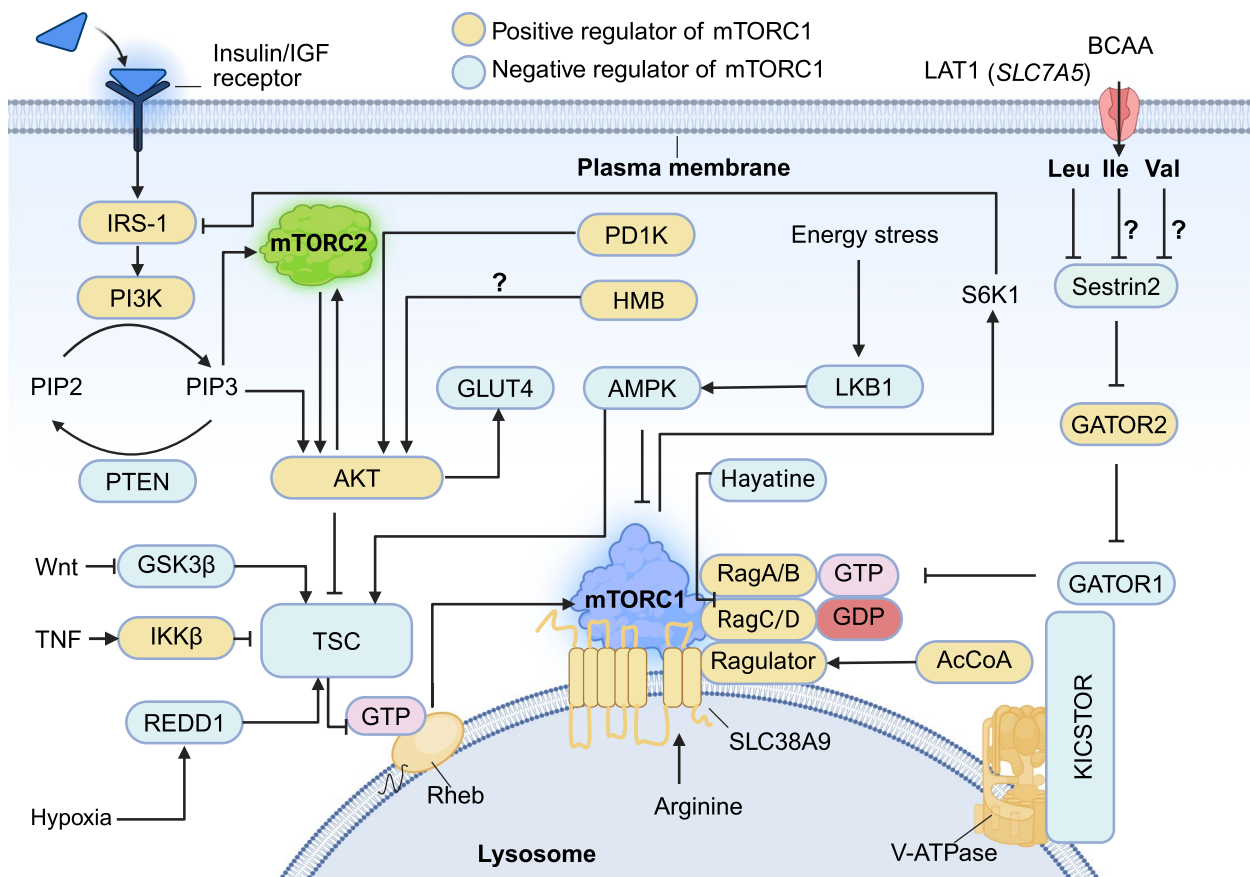 Positive regulator of mTORC1
Negative regulator of mTORC1
Insulin/IGF
receptor
BCAA
LAT1 (SLC7A5)
Plasma membrane
Leu Ile Val
IRS-1
mTORC2
PD1K
Energy stress
?
?
PI3K
?
HMB
S6K1
Sestrin2
PIP2
PIP3
GLUT4
AMPK
LKB1
GATOR2
PTEN
AKT
Hayatine
Wnt
GSK3β
RagA/B
GTP
GATOR1
mTORC1
RagC/D
GDP
TNF
IKKβ
TSC
Ragulator
AcCoA
REDD1
GTP
SLC38A9
KICSTOR
Rheb
Arginine
Hypoxia
V-ATPase
Lysosome